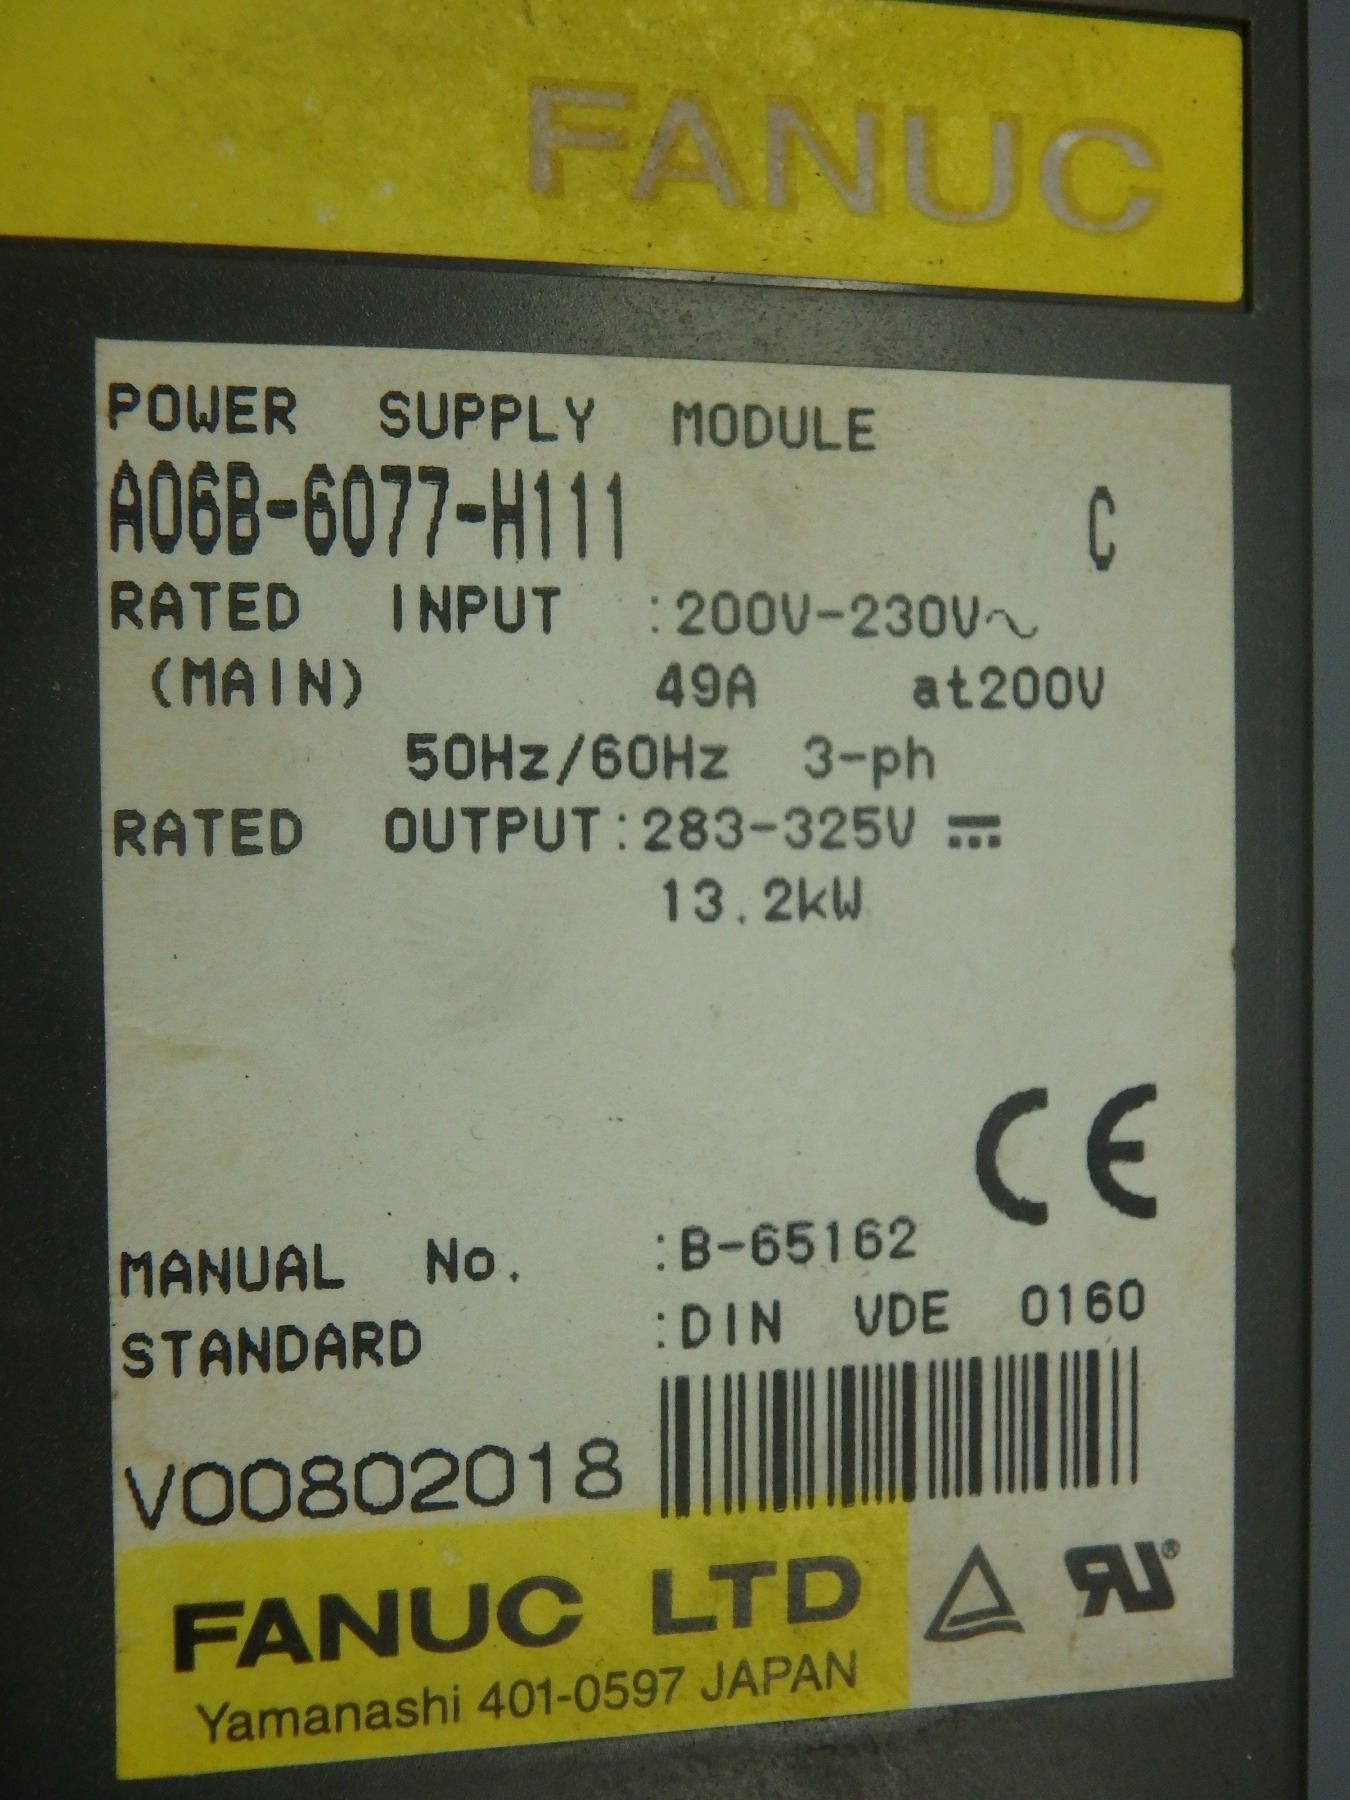 FANUC
POWER SUPPLY MODULE
A06B-6077-H111 C
RATED INPUT :200V-230V~
(MAIN) 49A at200V
50Hz/60Hz 3-ph
RATED OUTPUT:283-325V ⎓
13.2kW
CE
MANUAL No. :B-65162
STANDARD :DIN VDE 0160
V00802018
FANUC LTD
Yamanashi 401-0597 JAPAN
RU®